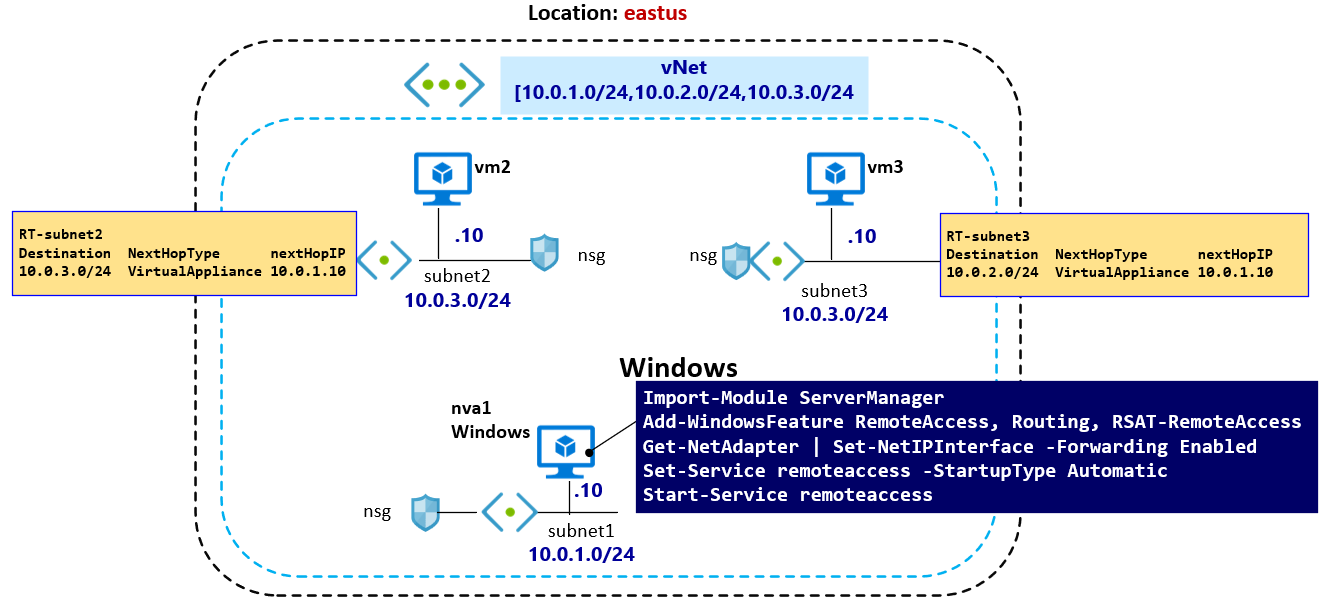 Location: eastus
vNet
[10.0.1.0/24,10.0.2.0/24,10.0.3.0/24
vm2
vm3
RT-subnet2
Destination NextHopType nextHopIP
10.0.3.0/24 VirtualAppliance 10.0.1.10
.10
nsg
subnet2
10.0.3.0/24
nsg
.10
subnet3
10.0.3.0/24
RT-subnet3
Destination NextHopType nextHopIP
10.0.2.0/24 VirtualAppliance 10.0.1.10
Windows
Import-Module ServerManager
Add-WindowsFeature RemoteAccess, Routing, RSAT-RemoteAccess
Get-NetAdapter | Set-NetIPInterface -Forwarding Enabled
Set-Service remoteaccess -StartupType Automatic
Start-Service remoteaccess
nva1
Windows
.10
nsg
subnet1
10.0.1.0/24